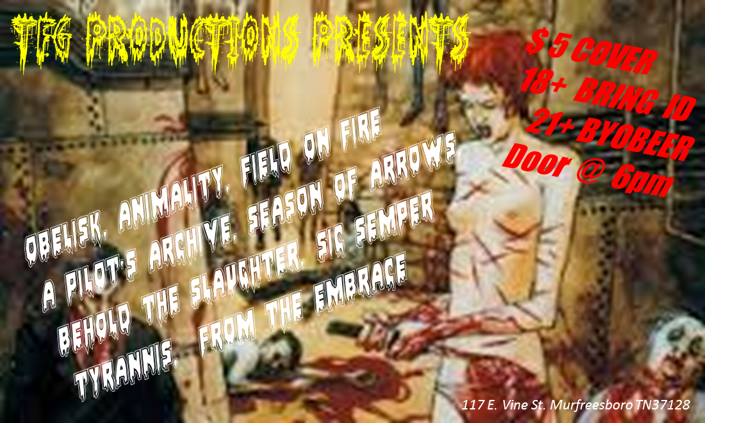 TFG PRODUCTIONS PRESENTS
$ 5 COVER
18+ BRING ID
21+ BYOBEER
Door @ 6pm
OBELISK, ANIMALITY, FIELD ON FIRE
A PILOT'S ARCHIVE, SEASON OF ARROWS
BEHOLD THE SLAUGHTER, SIC SEMPER
TYRANNIS, FROM THE EMBRACE
117 E. Vine St. Murfreesboro TN37128